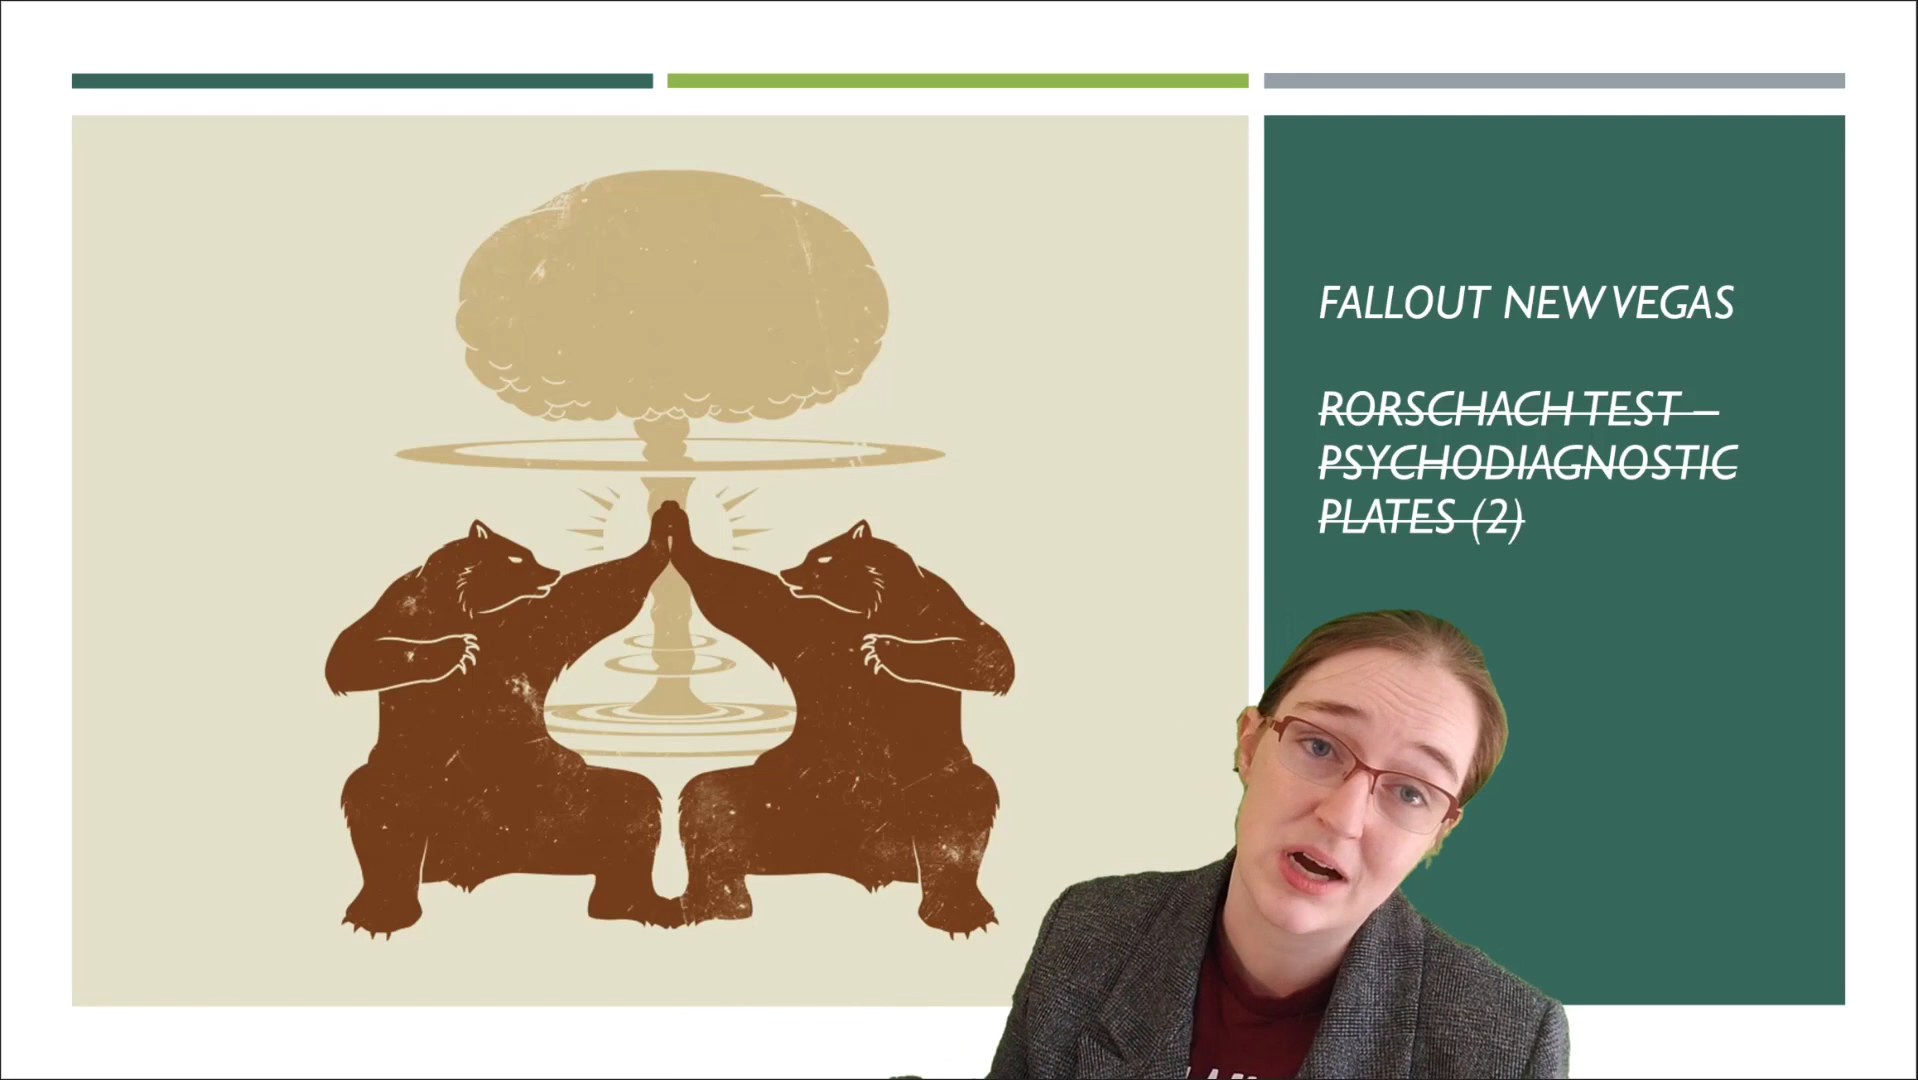 FALLOUT NEW VEGAS
RORSCHACH TEST –
PSYCHODIAGNOSTIC
PLATES (2)